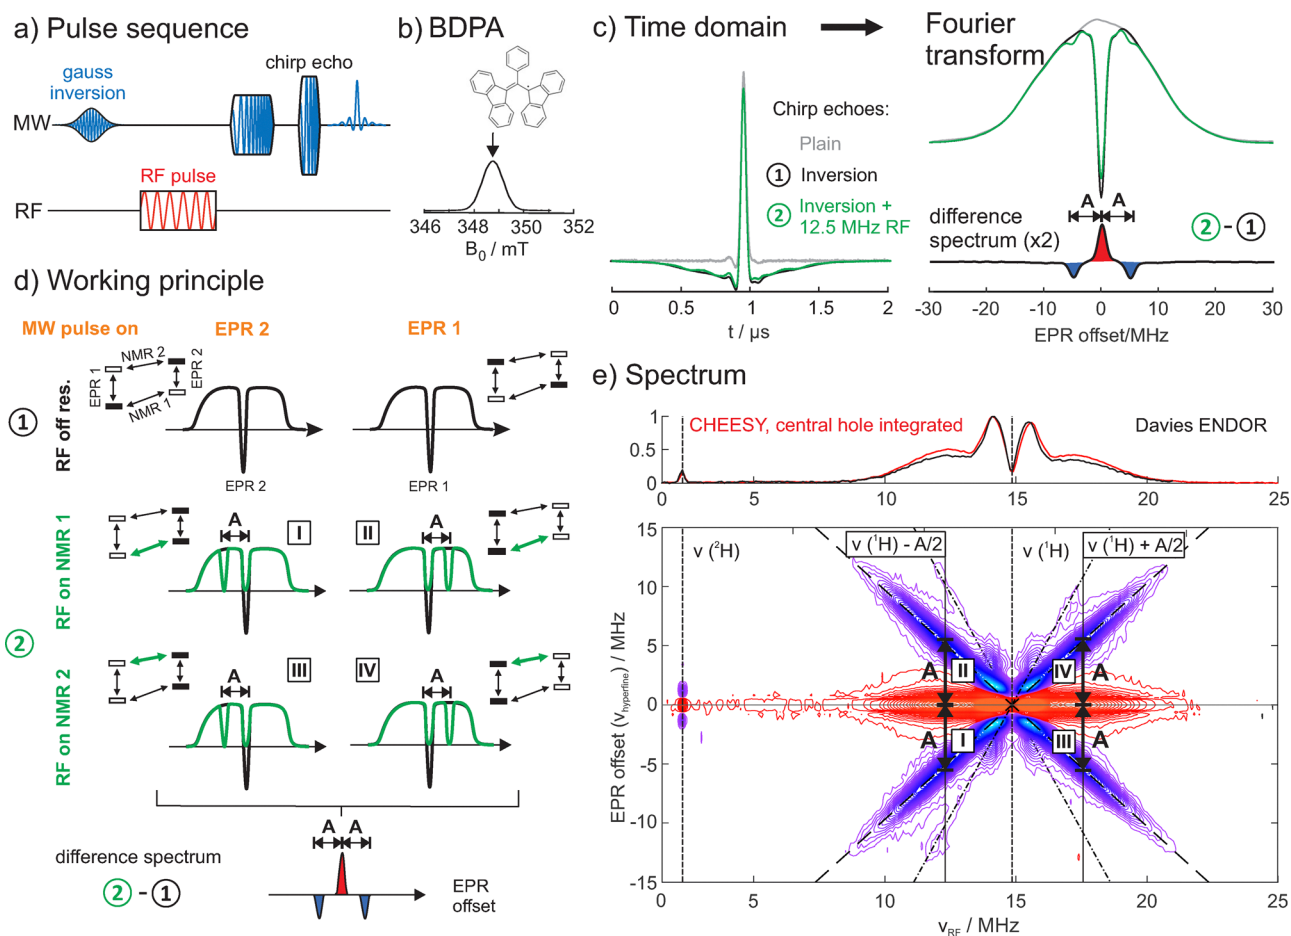 a) Pulse sequence
gauss
inversion
chirp echo
MW
RF pulse
RF
b) BDPA
346
348
350
352
B0 / mT
c) Time domain
Chirp echoes:
Plain
1 Inversion
2 Inversion +
12.5 MHz RF
0
0.5
1
1.5
2
t / µs
Fourier
transform
A A
difference
spectrum (x2)
2 - 1
-30
-20
-10
0
10
20
30
EPR offset/MHz
d) Working principle
MW pulse on
EPR 2
EPR 1
1
RF off res.
EPR 1
NMR 2
NMR 1
EPR 2
EPR 2
EPR 1
2
RF on NMR 1
A
I
II
A
RF on NMR 2
A
III
IV
A
A A
difference spectrum
2 - 1
EPR
offset
e) Spectrum
CHEESY, central hole integrated
Davies ENDOR
1
0.5
0
0
5
10
15
20
25
ν (²H)
ν (¹H) - A/2
ν (¹H)
ν (¹H) + A/2
15
10
5
0
-5
-10
-15
A
II
IV
A
A
I
III
A
EPR offset (νhyperfine) / MHz
0
5
10
15
20
25
νRF / MHz